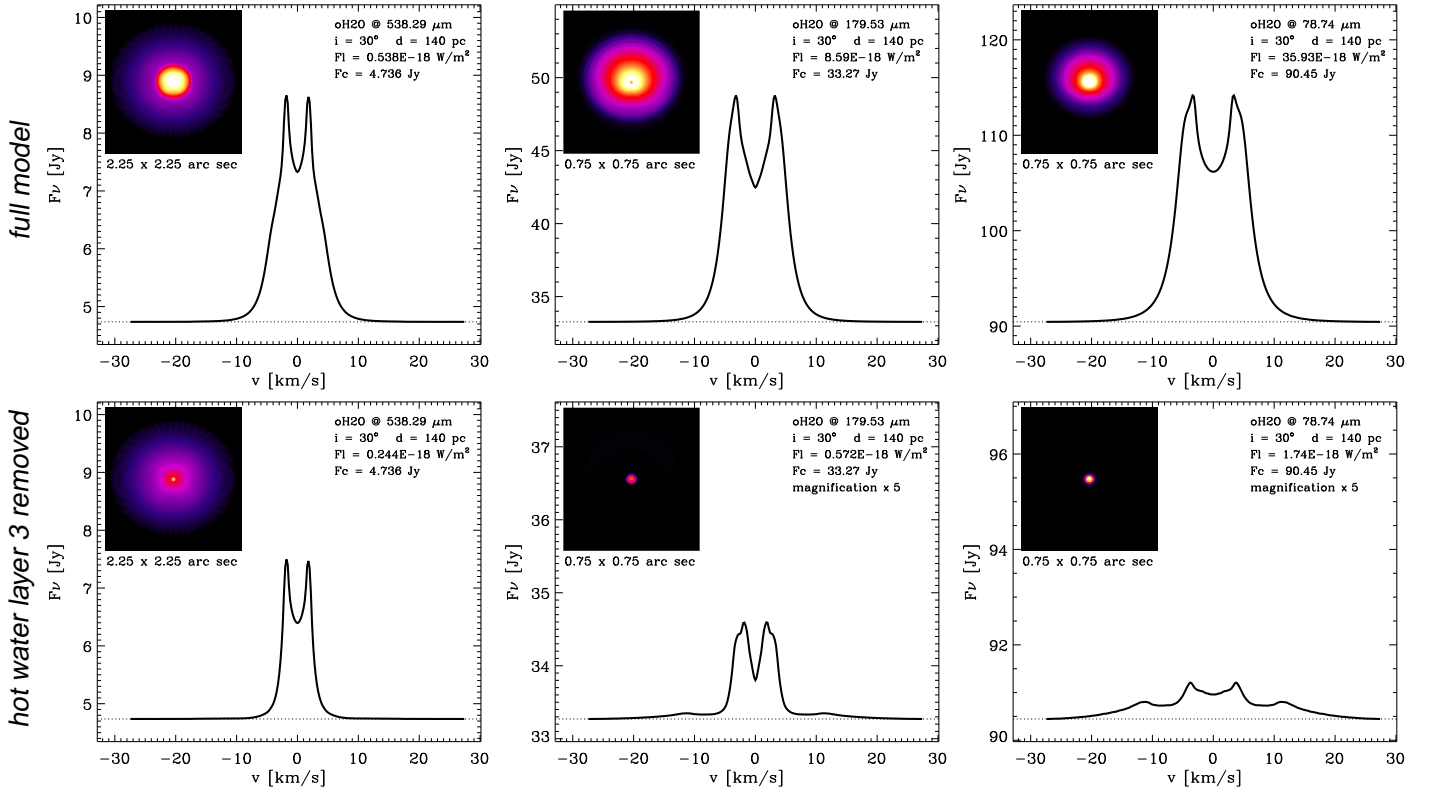 full model
10
9
8
7
6
5
Fν [Jy]
oH2O @ 538.29 μm
i = 30° d = 140 pc
Fl = 0.538E−18 W/m²
Fc = 4.736 Jy
2.25 x 2.25 arc sec
−30 −20 −10 0 10 20 30
v [km/s]
50
45
40
35
Fν [Jy]
oH2O @ 179.53 μm
i = 30° d = 140 pc
Fl = 8.59E−18 W/m²
Fc = 33.27 Jy
0.75 x 0.75 arc sec
−30 −20 −10 0 10 20 30
v [km/s]
120
110
100
90
Fν [Jy]
oH2O @ 78.74 μm
i = 30° d = 140 pc
Fl = 35.93E−18 W/m²
Fc = 90.45 Jy
0.75 x 0.75 arc sec
−30 −20 −10 0 10 20 30
v [km/s]
hot water layer 3 removed
10
9
8
7
6
5
Fν [Jy]
oH2O @ 538.29 μm
i = 30° d = 140 pc
Fl = 0.244E−18 W/m²
Fc = 4.736 Jy
2.25 x 2.25 arc sec
−30 −20 −10 0 10 20 30
v [km/s]
37
36
35
34
33
Fν [Jy]
oH2O @ 179.53 μm
i = 30° d = 140 pc
Fl = 0.572E−18 W/m²
Fc = 33.27 Jy
magnification x 5
0.75 x 0.75 arc sec
−30 −20 −10 0 10 20 30
v [km/s]
96
94
92
90
Fν [Jy]
oH2O @ 78.74 μm
i = 30° d = 140 pc
Fl = 1.74E−18 W/m²
Fc = 90.45 Jy
magnification x 5
0.75 x 0.75 arc sec
−30 −20 −10 0 10 20 30
v [km/s]